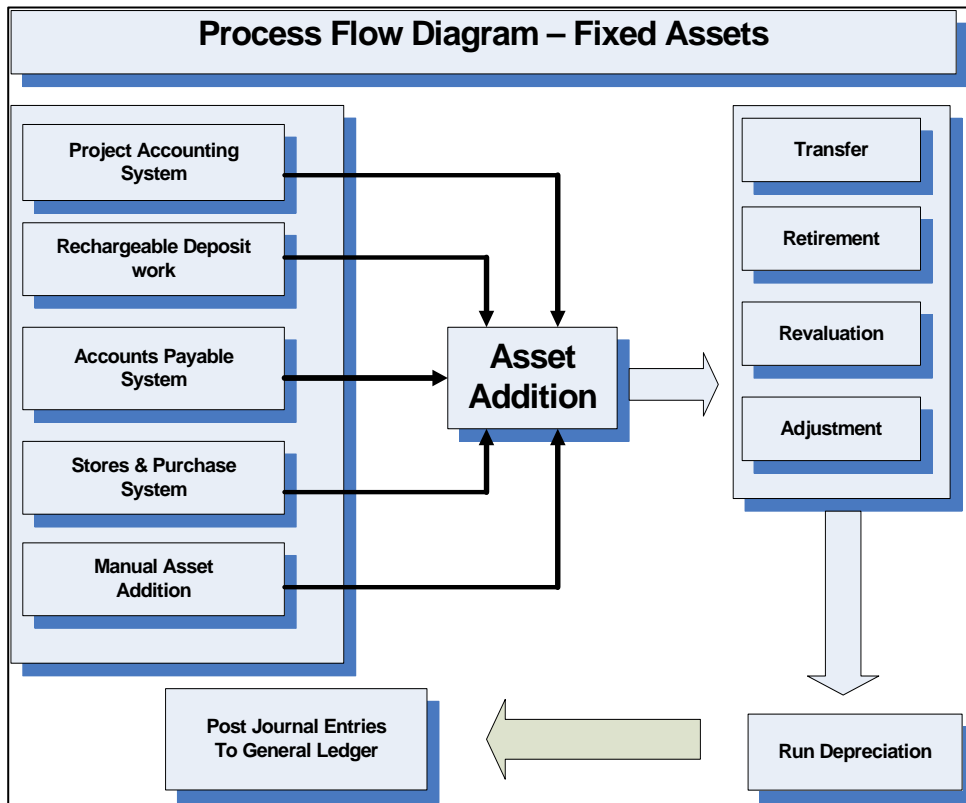 Process Flow Diagram – Fixed Assets
Project Accounting
System
Rechargeable Deposit
work
Accounts Payable
System
Stores & Purchase
System
Manual Asset
Addition
Asset
Addition
Transfer
Retirement
Revaluation
Adjustment
Run Depreciation
Post Journal Entries
To General Ledger